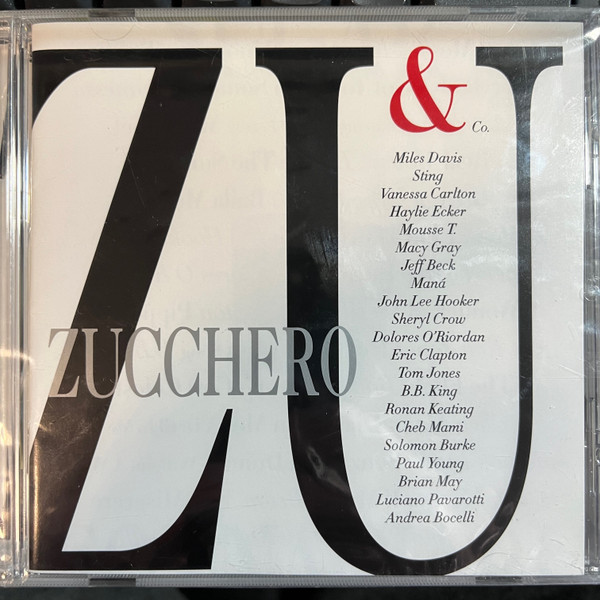 ZU
& Co.
Miles Davis
Sting
Vanessa Carlton
Haylie Ecker
Mousse T.
Macy Gray
Jeff Beck
Maná
John Lee Hooker
Sheryl Crow
Dolores O'Riordan
Eric Clapton
Tom Jones
B.B. King
Ronan Keating
Cheb Mami
Solomon Burke
Paul Young
Brian May
Luciano Pavarotti
Andrea Bocelli
ZUCCHERO